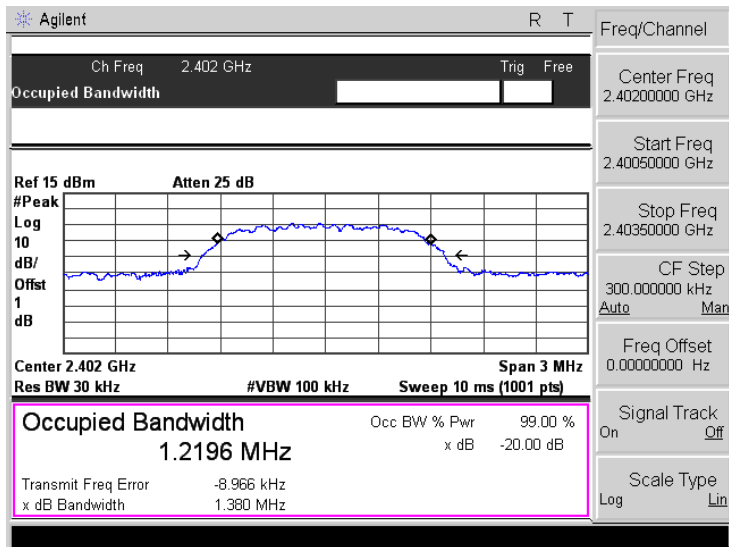 Agilent R T
Ch Freq 2.402 GHz Trig Free
Occupied Bandwidth
Ref 15 dBm Atten 25 dB
#Peak
Log
10
dB/
Offst
1
dB
Center 2.402 GHz Span 3 MHz
Res BW 30 kHz #VBW 100 kHz Sweep 10 ms (1001 pts)
Occupied Bandwidth
1.2196 MHz
Occ BW % Pwr 99.00 %
x dB -20.00 dB
Transmit Freq Error -8.966 kHz
x dB Bandwidth 1.380 MHz
Freq/Channel
Center Freq
2.40200000 GHz
Start Freq
2.40050000 GHz
Stop Freq
2.40350000 GHz
CF Step
300.000000 kHz
Auto Man
Freq Offset
0.00000000 Hz
Signal Track
On Off
Scale Type
Log Lin